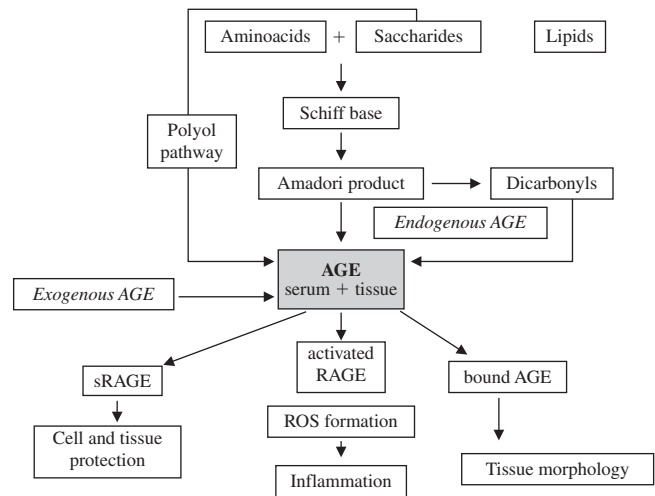 Aminoacids + Saccharides
Lipids
Schiff base
Polyol
pathway
Amadori product
Dicarbonyls
Endogenous AGE
AGE
serum + tissue
Exogenous AGE
sRAGE
activated
RAGE
bound AGE
Cell and tissue
protection
ROS formation
Inflammation
Tissue morphology